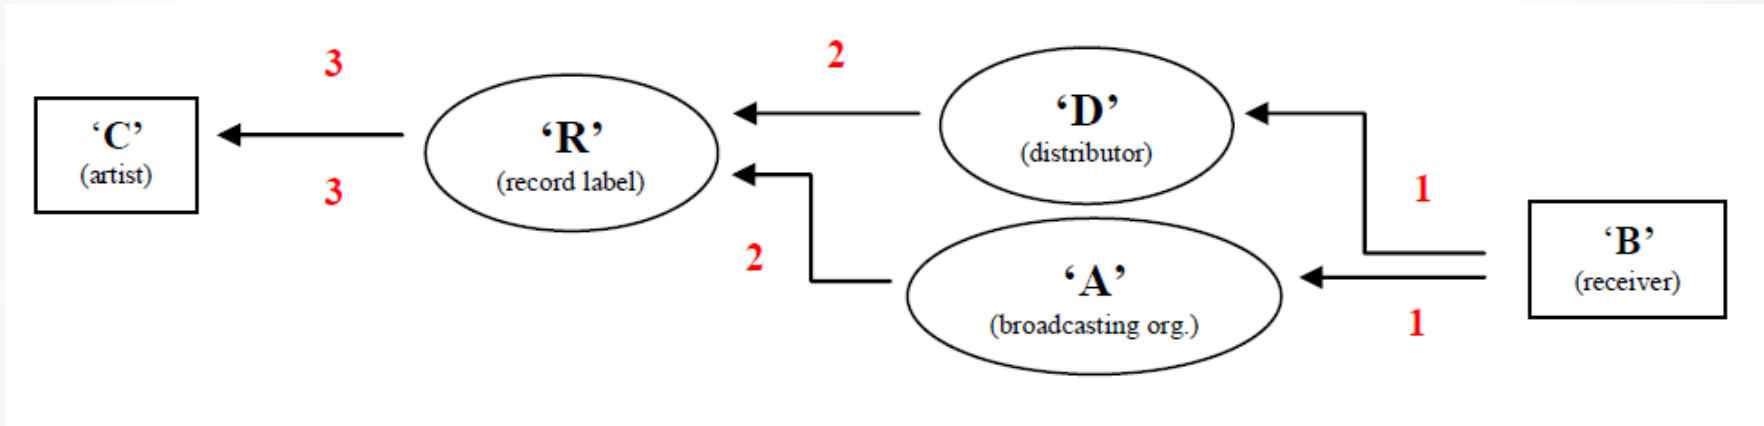 3
2
‘D’
(distributor)
‘C’
(artist)
‘R’
(record label)
3
1
2
‘A’
(broadcasting org.)
‘B’
(receiver)
1